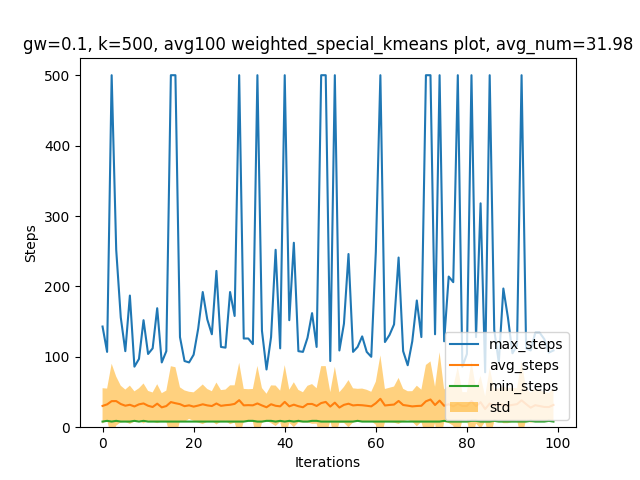 gw=0.1, k=500, avg100 weighted_special_kmeans plot, avg_num=31.98
500
400
300
200
100
0
Steps
max_steps
avg_steps
min_steps
std
0 20 40 60 80 100
Iterations